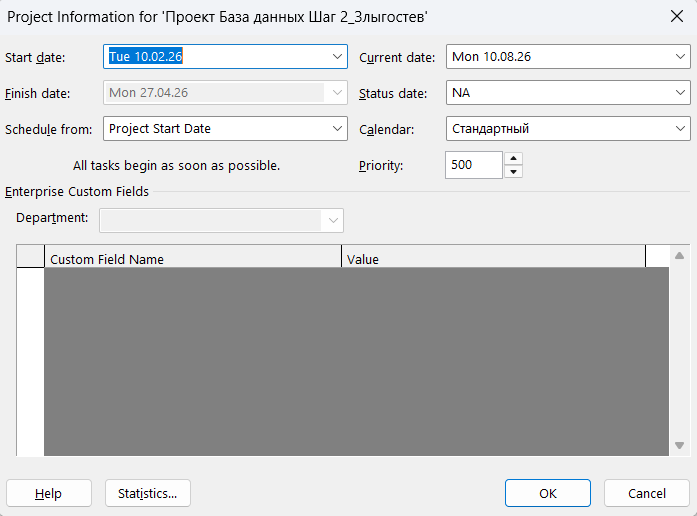 Project Information for 'Проект База данных Шаг 2_Злыгостев'
Start date: Tue 10.02.26 Current date: Mon 10.08.26
Finish date: Mon 27.04.26 Status date: NA
Schedule from: Project Start Date Calendar: Стандартный
All tasks begin as soon as possible. Priority: 500
Enterprise Custom Fields
Department:
Custom Field Name Value
Help Statistics... OK Cancel